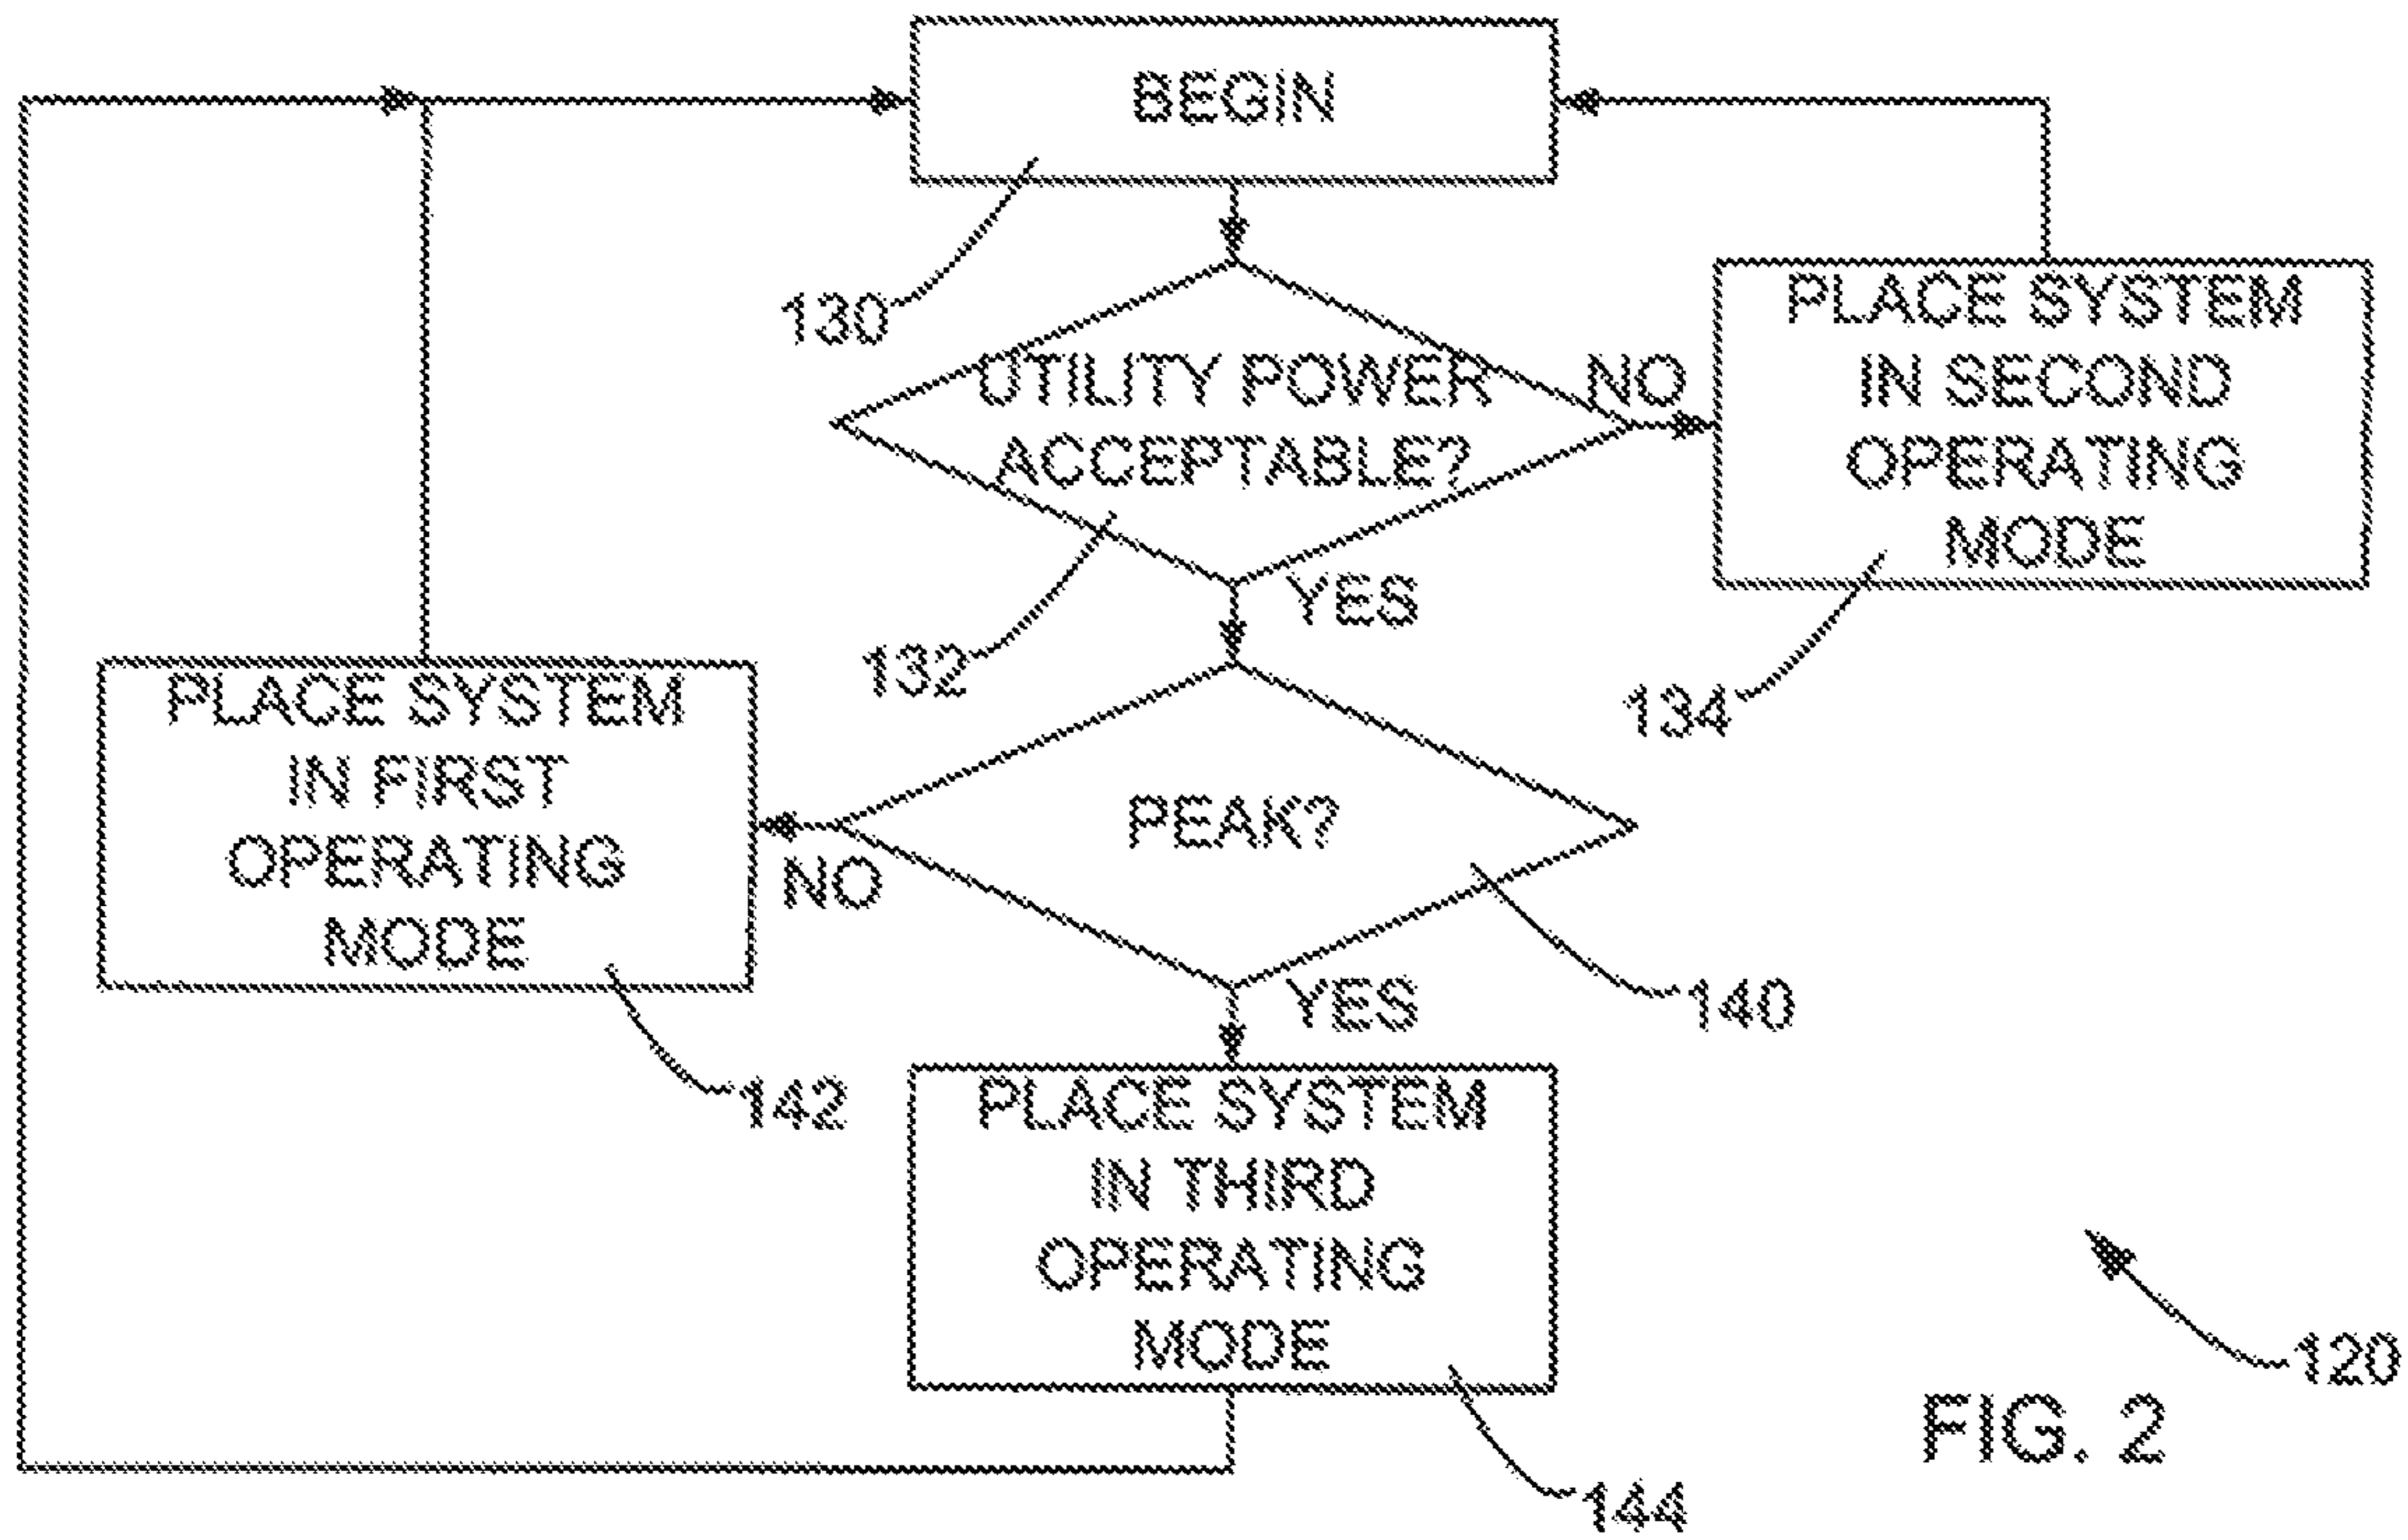 BEGIN
130
UTILITY POWER
ACCEPTABLE?
NO
132
YES
PLACE SYSTEM
IN SECOND
OPERATING
MODE
134
PLACE SYSTEM
IN FIRST
OPERATING
MODE
142
PEAK?
NO
140
YES
PLACE SYSTEM
IN THIRD
OPERATING
MODE
144
120
FIG. 2